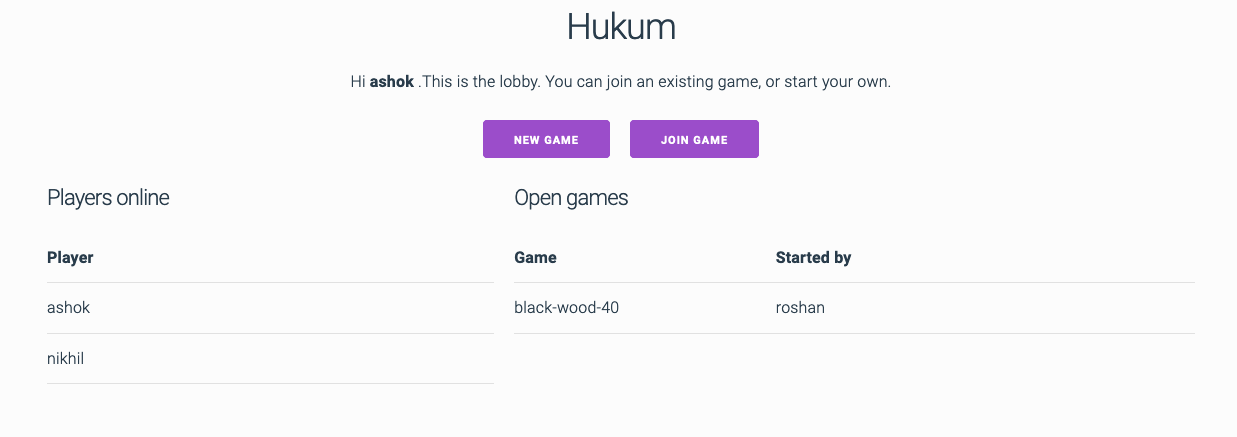 Hukum
Hi ashok .This is the lobby. You can join an existing game, or start your own.
NEW GAME JOIN GAME
Players online
Player
ashok
nikhil
Open games
Game Started by
black-wood-40 roshan